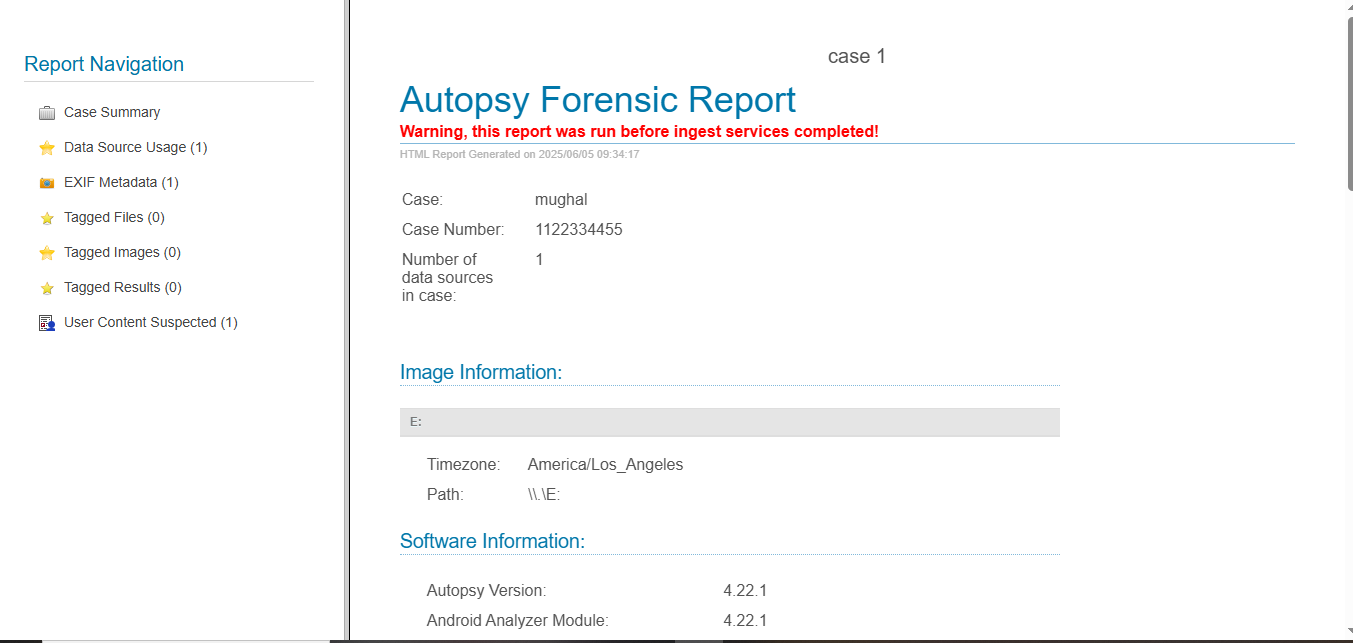 Report Navigation
Case Summary
Data Source Usage (1)
EXIF Metadata (1)
Tagged Files (0)
Tagged Images (0)
Tagged Results (0)
User Content Suspected (1)
case 1
Autopsy Forensic Report
Warning, this report was run before ingest services completed!
HTML Report Generated on 2025/06/05 09:34:17
Case: mughal
Case Number: 1122334455
Number of data sources in case: 1
Image Information:
E:
Timezone: America/Los_Angeles
Path: \\.\E:
Software Information:
Autopsy Version: 4.22.1
Android Analyzer Module: 4.22.1